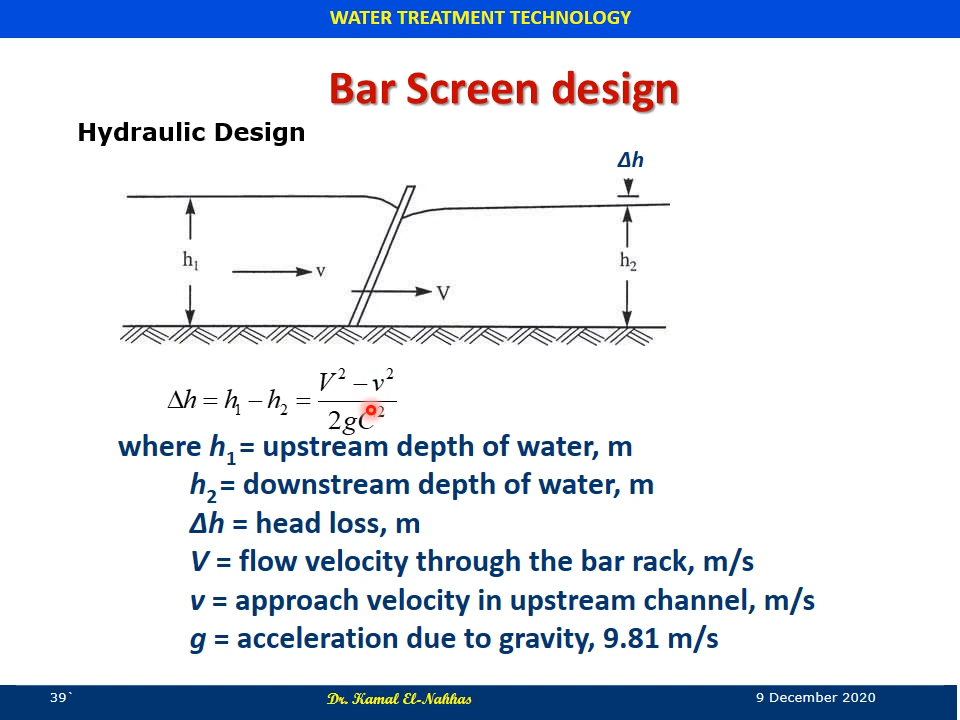 WATER TREATMENT TECHNOLOGY
Bar Screen design
Hydraulic Design
Δh
h₁
v
V
h₂
Δh = h₁ − h₂ = (V² − v²) / (2gC²)
where h₁ = upstream depth of water, m
h₂ = downstream depth of water, m
Δh = head loss, m
V = flow velocity through the bar rack, m/s
v = approach velocity in upstream channel, m/s
g = acceleration due to gravity, 9.81 m/s
39` Dr. Kamal El-Nahhas 9 December 2020